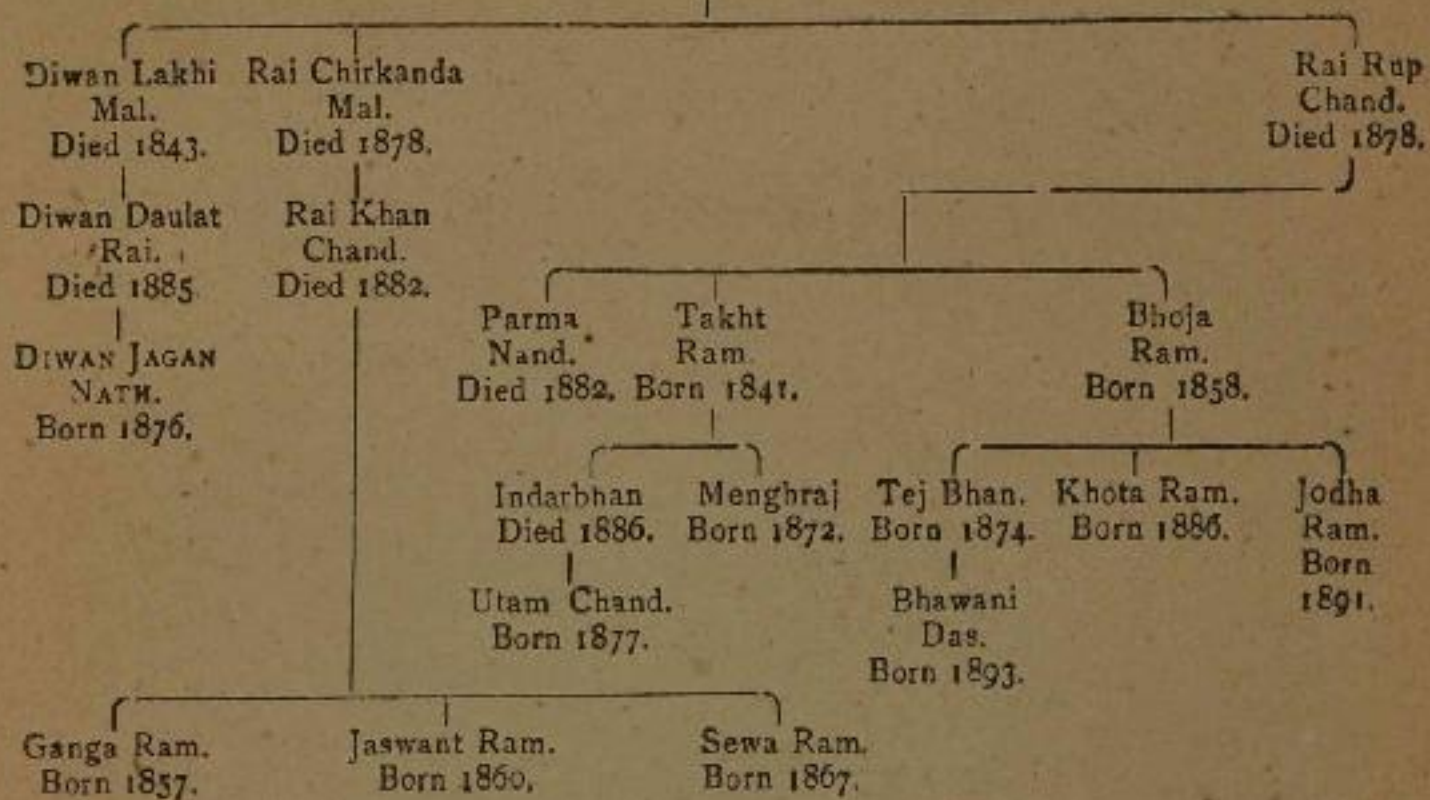 Diwan Lakhi
Mal.
Died 1843.
Rai Chirkanda
Mal.
Died 1878.
Rai Rup
Chand.
Died 1878.
Diwan Daulat
Rai.
Died 1885.
Rai Khan
Chand.
Died 1882.
DIWAN JAGAN
NATH.
Born 1876.
Parma
Nand.
Died 1882.
Takht
Ram.
Born 1841.
Bhoja
Ram.
Born 1858.
Indarbhan
Died 1886.
Menghraj
Born 1872.
Tej Bhan.
Born 1874.
Khota Ram.
Born 1886.
Jodha
Ram.
Born
1891.
Utam Chand.
Born 1877.
Bhawani
Das.
Born 1893.
Ganga Ram.
Born 1857.
Jaswant Ram.
Born 1860.
Sewa Ram.
Born 1867.